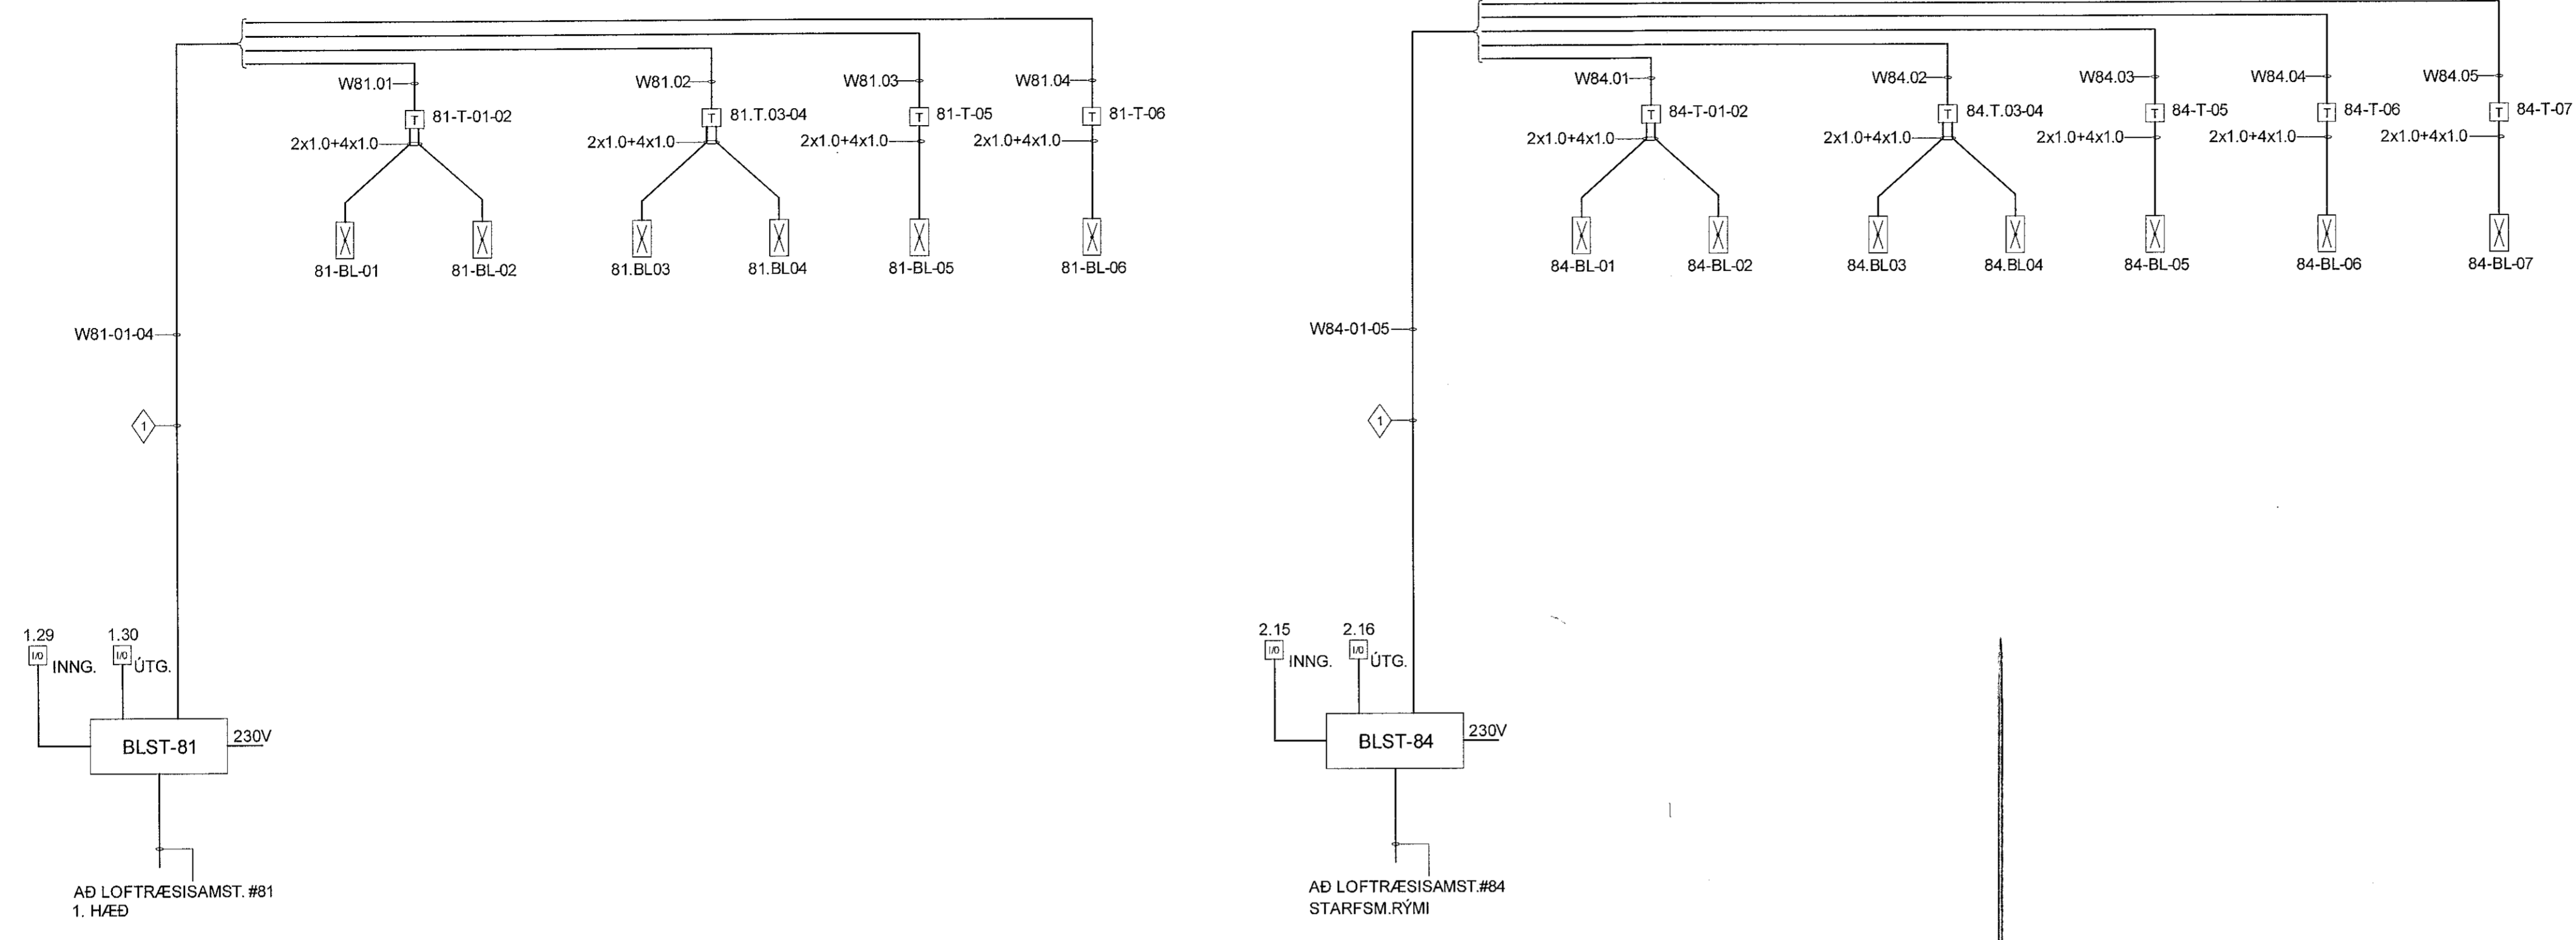 W81.01
W81.02
W81.03
W81.04
T
81-T-01-02
T
81.T.03-04
T
81-T-05
T
81-T-06
2x1.0+4x1.0
2x1.0+4x1.0
2x1.0+4x1.0
2x1.0+4x1.0
81-BL-01
81-BL-02
81.BL03
81.BL04
81-BL-05
81-BL-06
W81-01-04
1
1.29
1.30
I/0
INNG.
I/0
ÚTG.
BLST-81
230V
AÐ LOFTRÆSISAMST. #81
1. HÆÐ
W84.01
W84.02
W84.03
W84.04
W84.05
T
84-T-01-02
T
84.T.03-04
T
84-T-05
T
84-T-06
T
84-T-07
2x1.0+4x1.0
2x1.0+4x1.0
2x1.0+4x1.0
2x1.0+4x1.0
2x1.0+4x1.0
84-BL-01
84-BL-02
84.BL03
84.BL04
84-BL-05
84-BL-06
84-BL-07
W84-01-05
1
2.15
2.16
I/0
INNG.
I/0
ÚTG.
BLST-84
230V
AÐ LOFTRÆSISAMST.#84
STARFSM.RÝMI